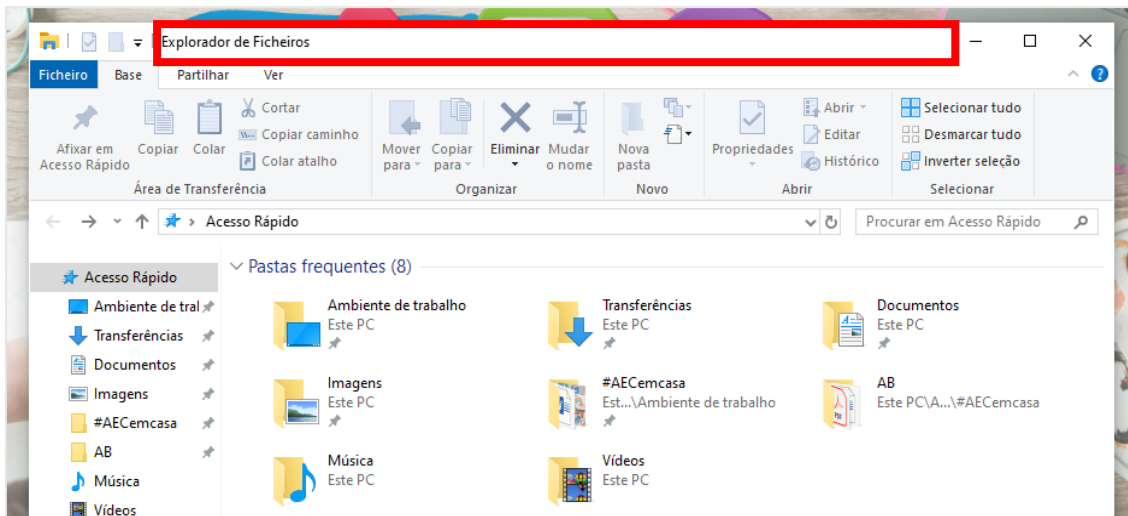 Explorador de Ficheiros
Ficheiro Base Partilhar Ver
Afixar em Acesso Rápido
Copiar
Colar
Cortar
Copiar caminho
Colar atalho
Área de Transferência
Mover para
Copiar para
Eliminar
Mudar o nome
Organizar
Nova pasta
Novo
Propriedades
Abrir
Editar
Histórico
Abrir
Selecionar tudo
Desmarcar tudo
Inverter seleção
Selecionar
Acesso Rápido
Procurar em Acesso Rápido
Acesso Rápido
Ambiente de tral
Transferências
Documentos
Imagens
#AECemcasa
AB
Música
Vídeos
Pastas frequentes (8)
Ambiente de trabalho
Este PC
Transferências
Este PC
Documentos
Este PC
Imagens
Este PC
#AECemcasa
Est...\Ambiente de trabalho
AB
Este PC\A...\#AECemcasa
Música
Este PC
Vídeos
Este PC